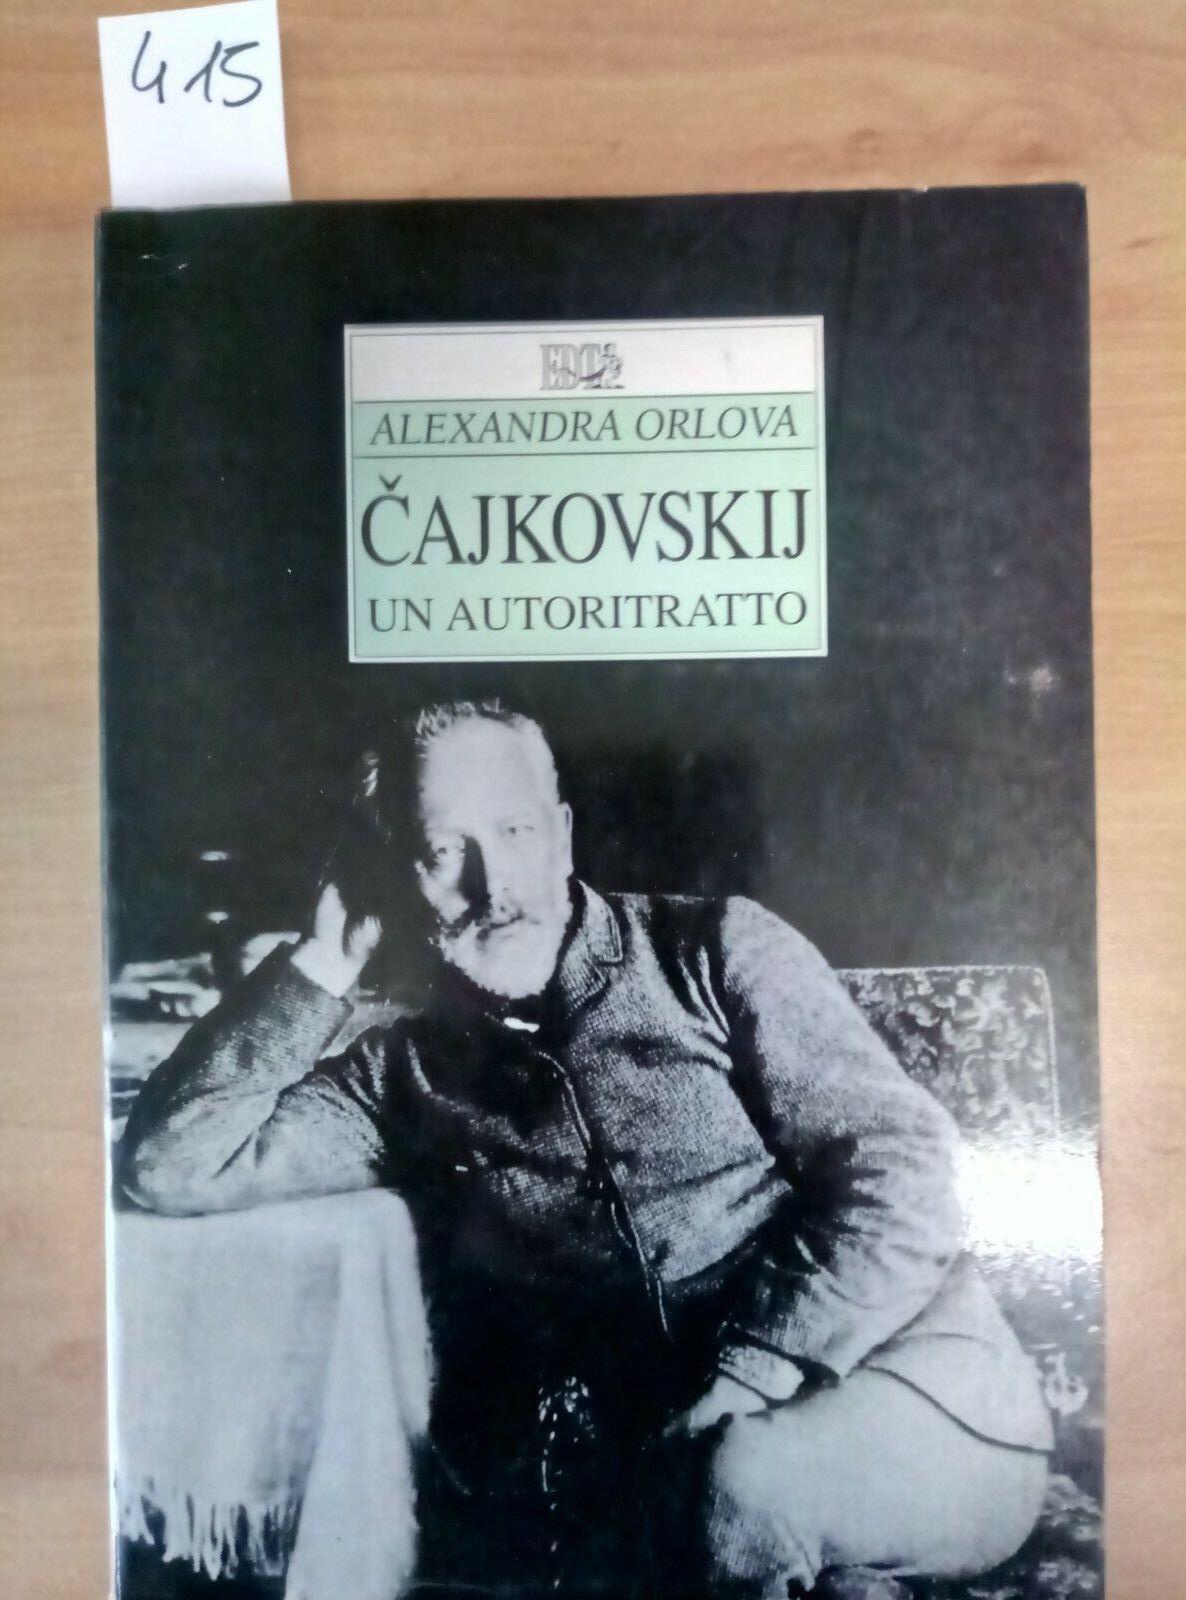 415
EDT
ALEXANDRA ORLOVA
ČAJKOVSKIJ
UN AUTORITRATTO